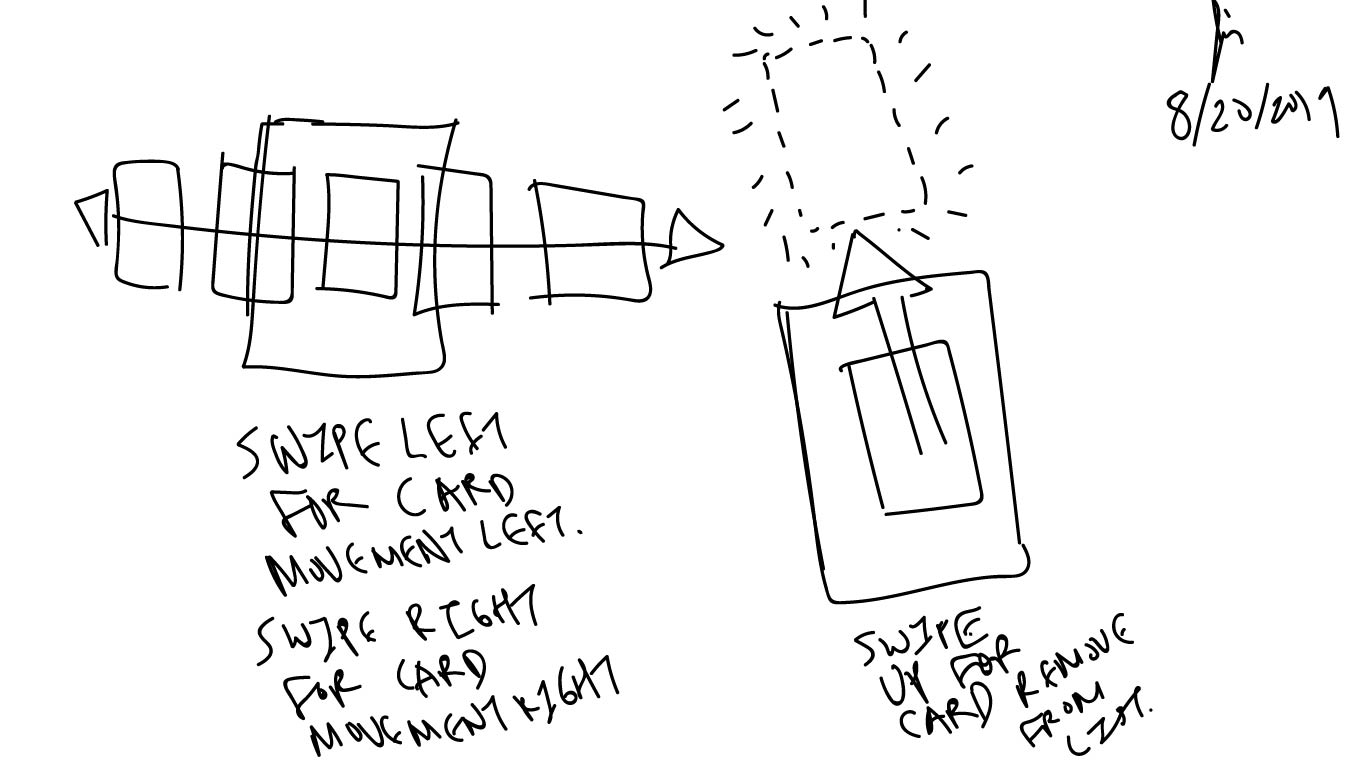 8/20/2019
SWIPE LEFT
FOR CARD
MOVEMENT LEFT.
SWIPE RIGHT
FOR CARD
MOVEMENT RIGHT
SWIPE
UP FOR
CARD REMOVE
FROM
LIST.